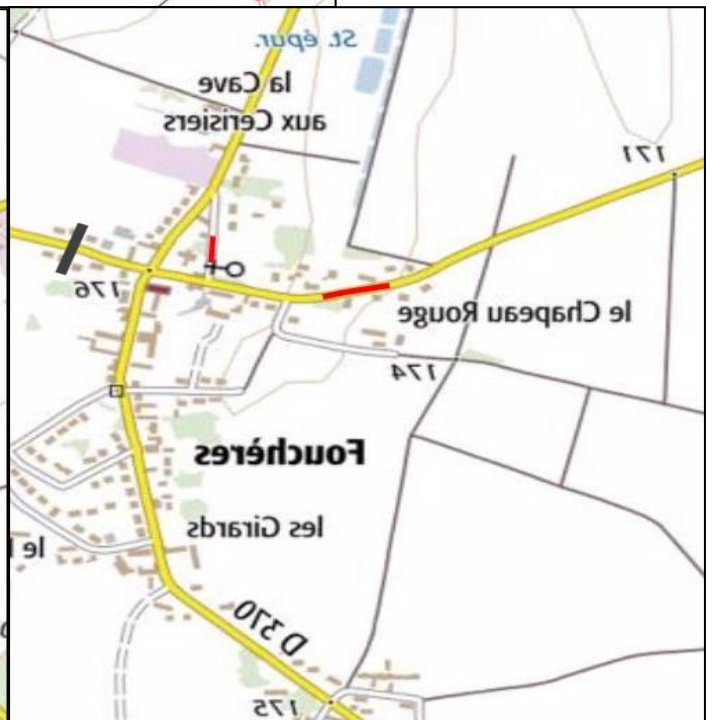 St. épur.
la Cave
aux Cerisiers
171
176
le Chapeau Rouge
174
Fouchères
les Girards
le
D 370
175